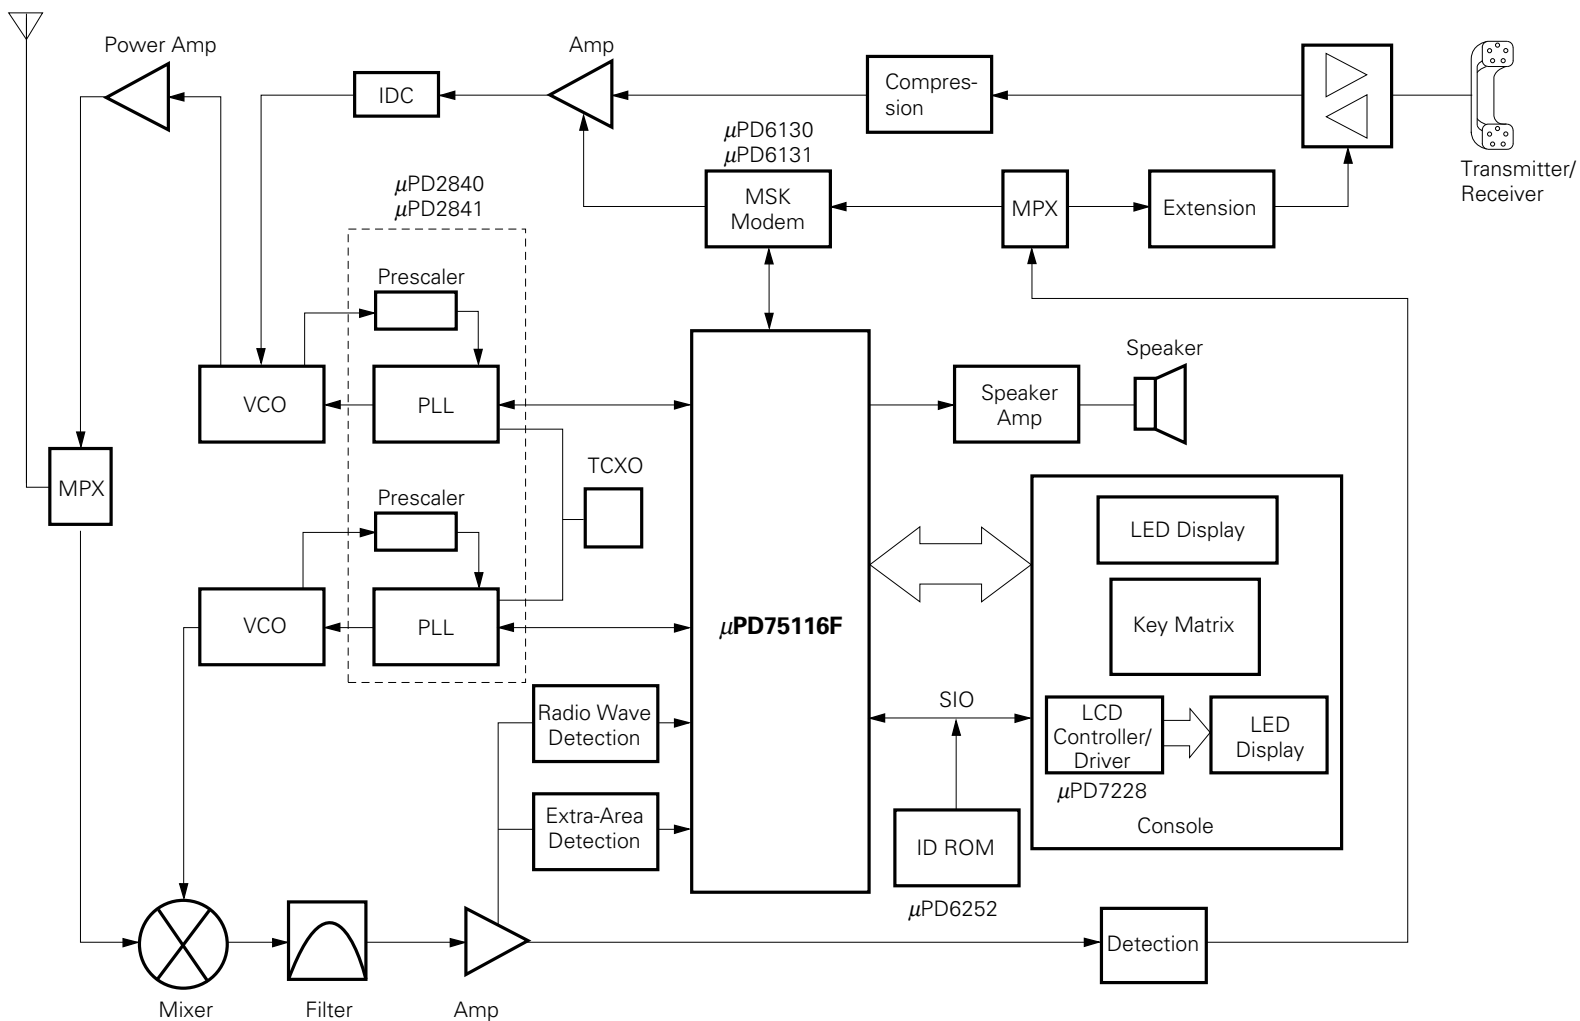 Power Amp
Amp
IDC
Compres-
sion
Transmitter/
Receiver
μPD6130
μPD6131
MSK
Modem
MPX
Extension
μPD2840
μPD2841
Prescaler
VCO
PLL
Speaker
Speaker
Amp
TCXO
MPX
Prescaler
VCO
PLL
μPD75116F
LED Display
Key Matrix
SIO
LCD
Controller/
Driver
LED
Display
μPD7228
Console
Radio Wave
Detection
Extra-Area
Detection
ID ROM
μPD6252
Detection
Mixer
Filter
Amp